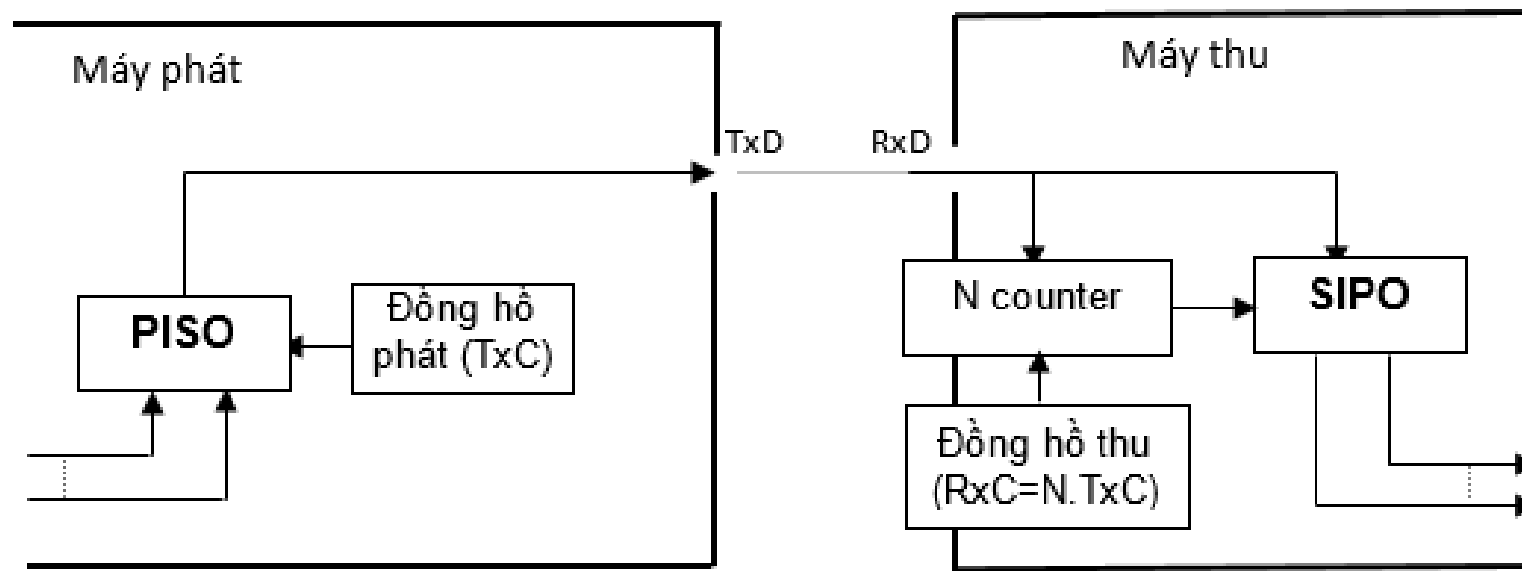 Máy phát
Máy thu
TxD
RxD
PISO
Đồng hồ
phát (TxC)
N counter
SIPO
Đồng hồ thu
(RxC=N.TxC)